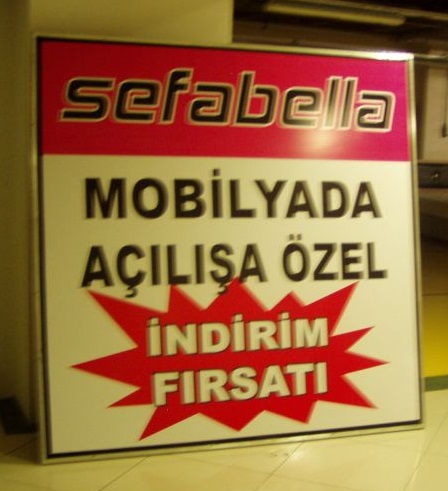 sefabella
MOBİLYADA
AÇILIŞA ÖZEL
İNDİRİM
FIRSATI